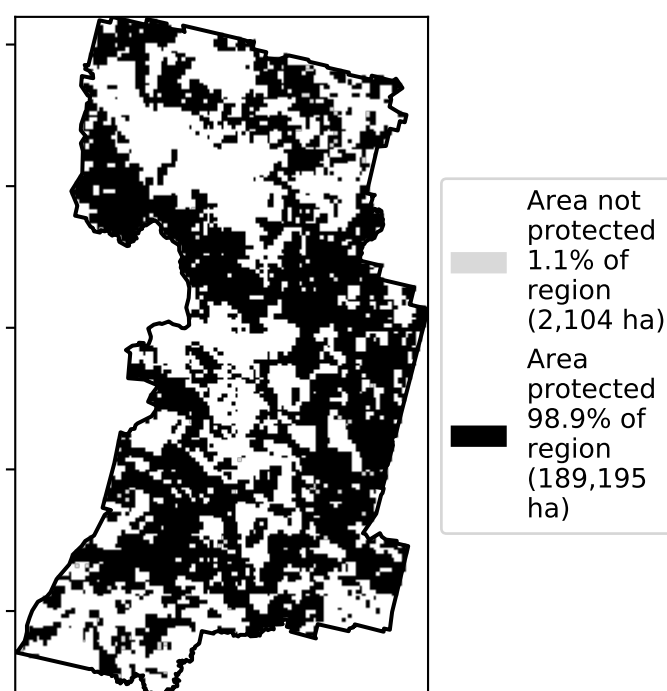 Area not
protected
1.1% of
region
(2,104 ha)
Area
protected
98.9% of
region
(189,195
ha)